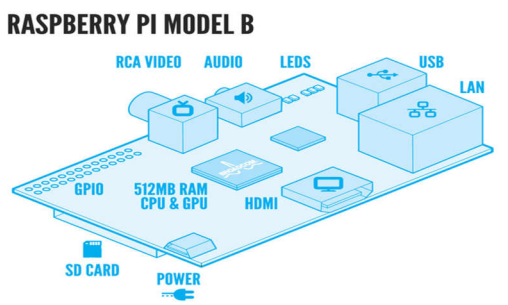 RASPBERRY PI MODEL B
RCA VIDEO
AUDIO
LEDS
USB
LAN
GPIO
512MB RAM
CPU & GPU
HDMI
SD CARD
POWER